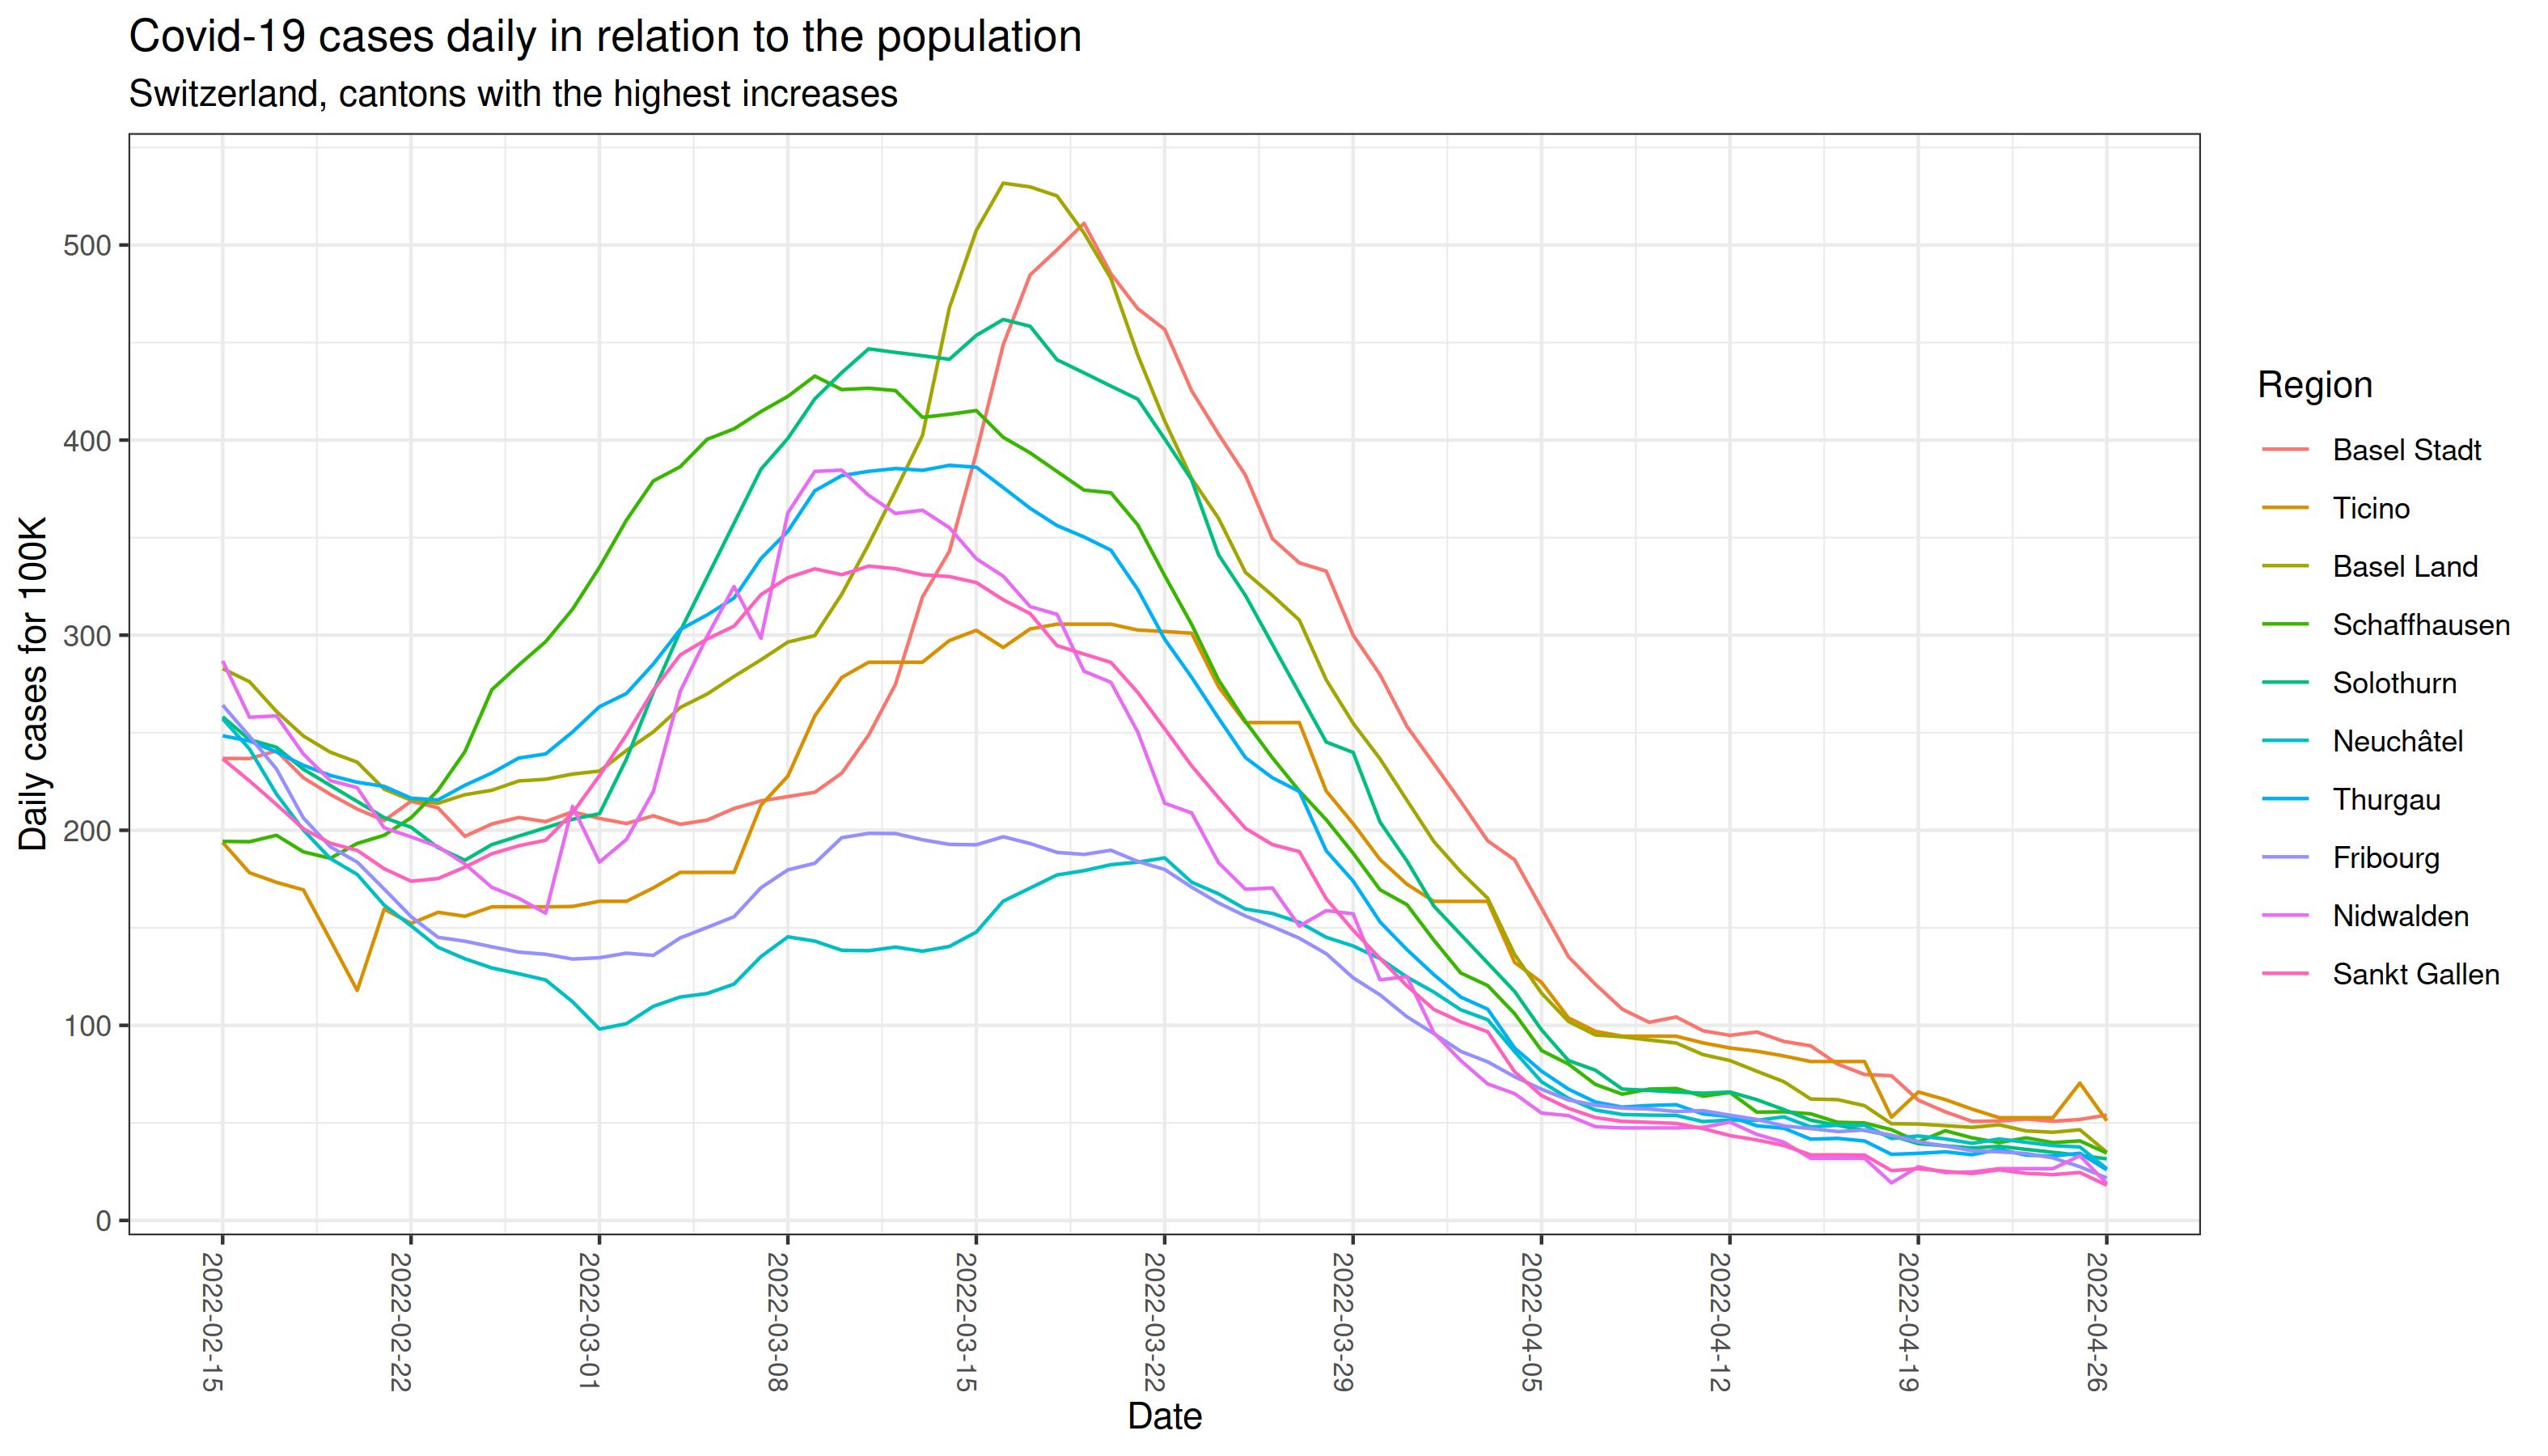 Covid-19 cases daily in relation to the population
Switzerland, cantons with the highest increases
Daily cases for 100K
500
400
300
200
100
0
2022-02-15
2022-02-22
2022-03-01
2022-03-08
2022-03-15
2022-03-22
2022-03-29
2022-04-05
2022-04-12
2022-04-19
2022-04-26
Date
Region
Basel Stadt
Ticino
Basel Land
Schaffhausen
Solothurn
Neuchâtel
Thurgau
Fribourg
Nidwalden
Sankt Gallen